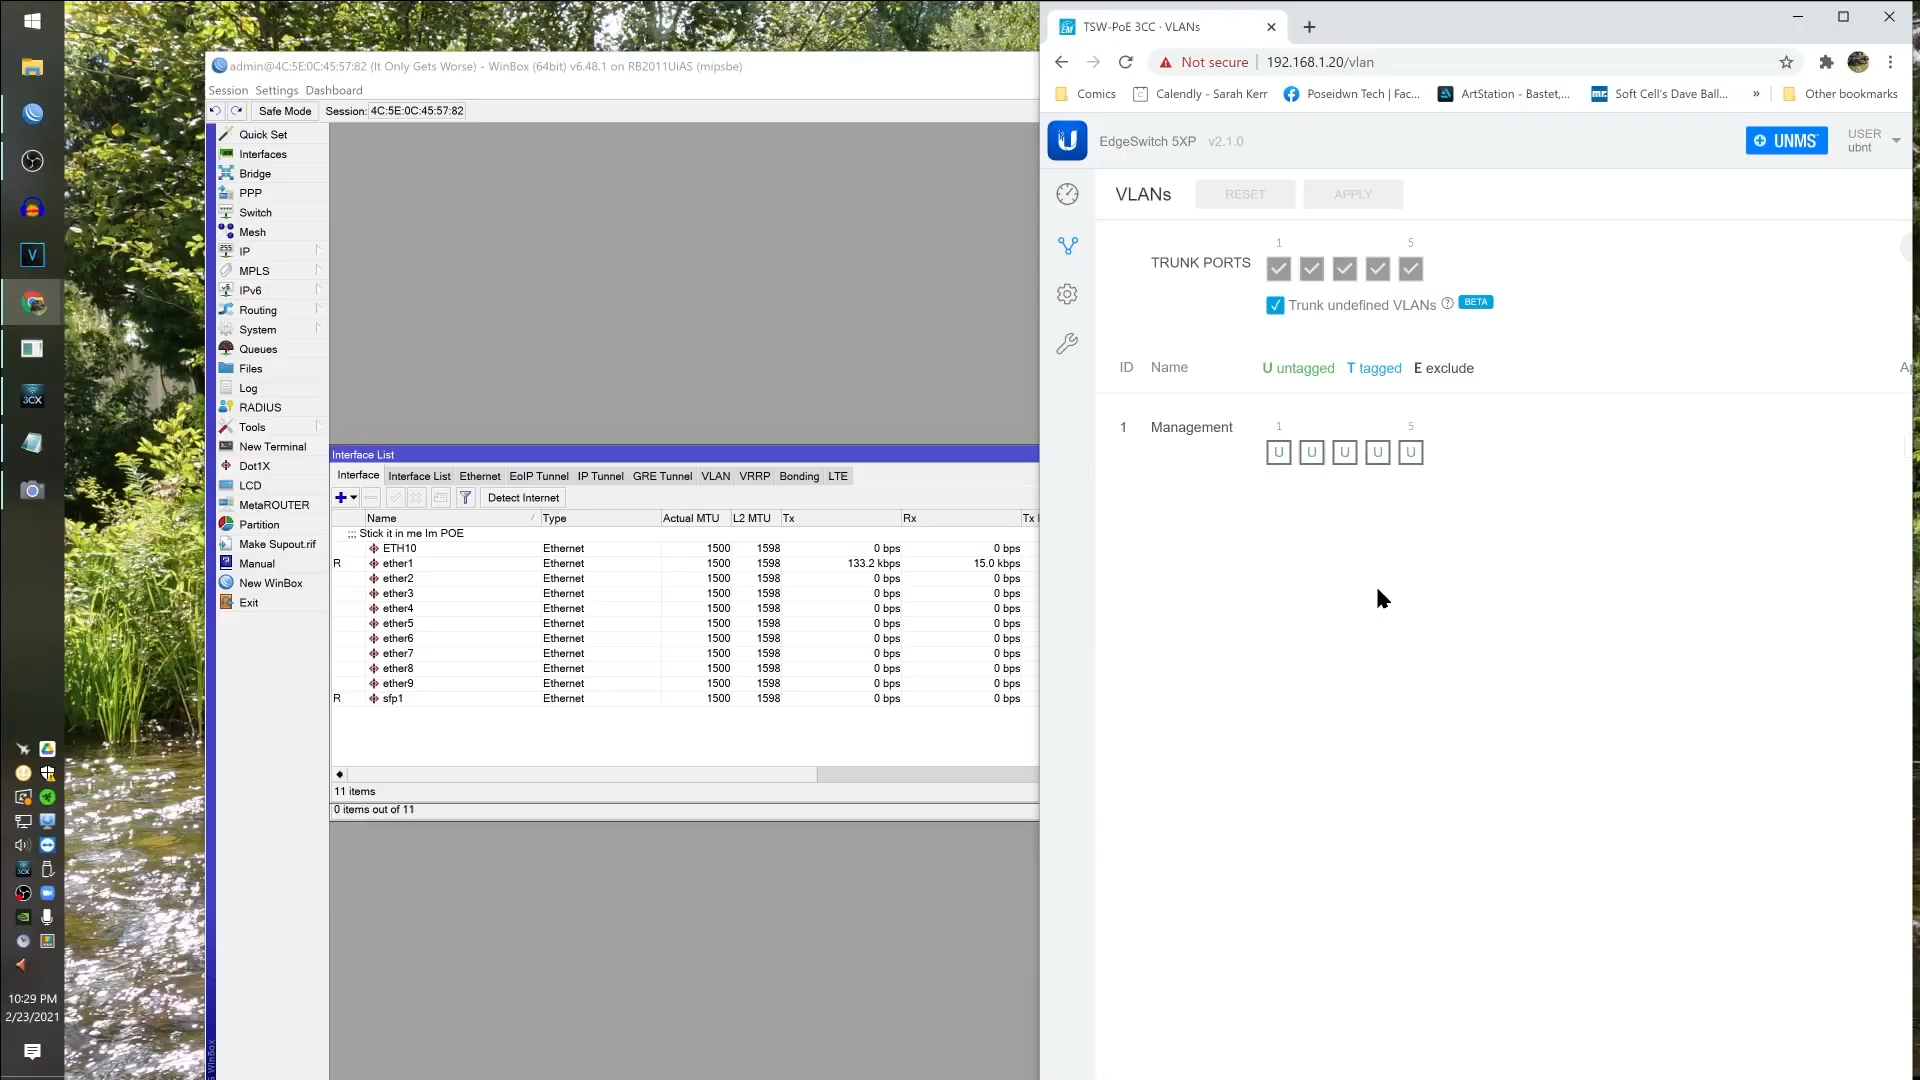 V
3CX
3CX
10:29 PM
2/23/2021
admin@4C:5E:0C:45:57:82 (It Only Gets Worse) - WinBox (64bit) v6.48.1 on RB2011UiAS (mipsbe)
Session Settings Dashboard
Safe Mode Session: 4C:5E:0C:45:57:82
Quick Set
Interfaces
Bridge
PPP
Switch
Mesh
IP
MPLS
IPv6
Routing
System
Queues
Files
Log
RADIUS
Tools
New Terminal
Dot1X
LCD
MetaROUTER
Partition
Make Supout.rif
Manual
New WinBox
Exit
Interface List
Interface Interface List Ethernet EoIP Tunnel IP Tunnel GRE Tunnel VLAN VRRP Bonding LTE
Detect Internet
Name Type Actual MTU L2 MTU Tx Rx Tx
;;; Stick it in me Im POE
ETH10 Ethernet 1500 1598 0 bps 0 bps
R ether1 Ethernet 1500 1598 133.2 kbps 15.0 kbps
ether2 Ethernet 1500 1598 0 bps 0 bps
ether3 Ethernet 1500 1598 0 bps 0 bps
ether4 Ethernet 1500 1598 0 bps 0 bps
ether5 Ethernet 1500 1598 0 bps 0 bps
ether6 Ethernet 1500 1598 0 bps 0 bps
ether7 Ethernet 1500 1598 0 bps 0 bps
ether8 Ethernet 1500 1598 0 bps 0 bps
ether9 Ethernet 1500 1598 0 bps 0 bps
R sfp1 Ethernet 1500 1598 0 bps 0 bps
11 items
0 items out of 11
WinBox
TSW-PoE 3CC · VLANs
Not secure | 192.168.1.20/vlan
Comics Calendly - Sarah Kerr Poseidwn Tech | Fac... ArtStation - Bastet,... Soft Cell's Dave Ball... » Other bookmarks
EdgeSwitch 5XP v2.1.0
UNMS
USER
ubnt
VLANs RESET APPLY
1 5
TRUNK PORTS
Trunk undefined VLANs ? BETA
ID Name U untagged T tagged E exclude Ap
1 Management 1 5
U U U U U